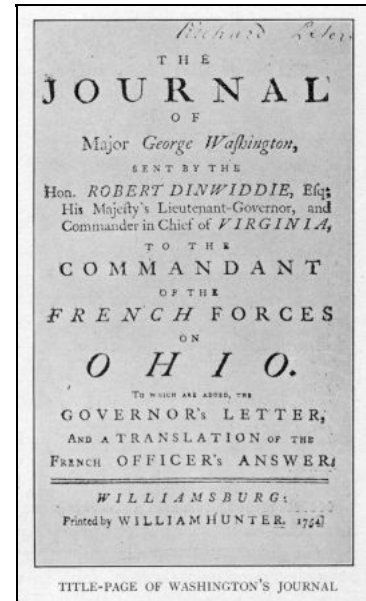 Richard
THE
JOURNAL
OF
Major George Waſhington,
SENT BY THE
Hon. ROBERT DINWIDDIE, Eſq;
His Majeſty's Lieutenant-Governor, and
Commander in Chief of VIRGINIA,
TO THE
COMMANDANT
OF THE
FRENCH FORCES
ON
OHIO.
TO WHICH ARE ADDED, THE
GOVERNOR's LETTER,
AND A TRANSLATION OF THE
FRENCH OFFICER's ANSWER.
WILLIAMSBURG:
Printed by WILLIAM HUNTER. 1754
TITLE-PAGE OF WASHINGTON'S JOURNAL